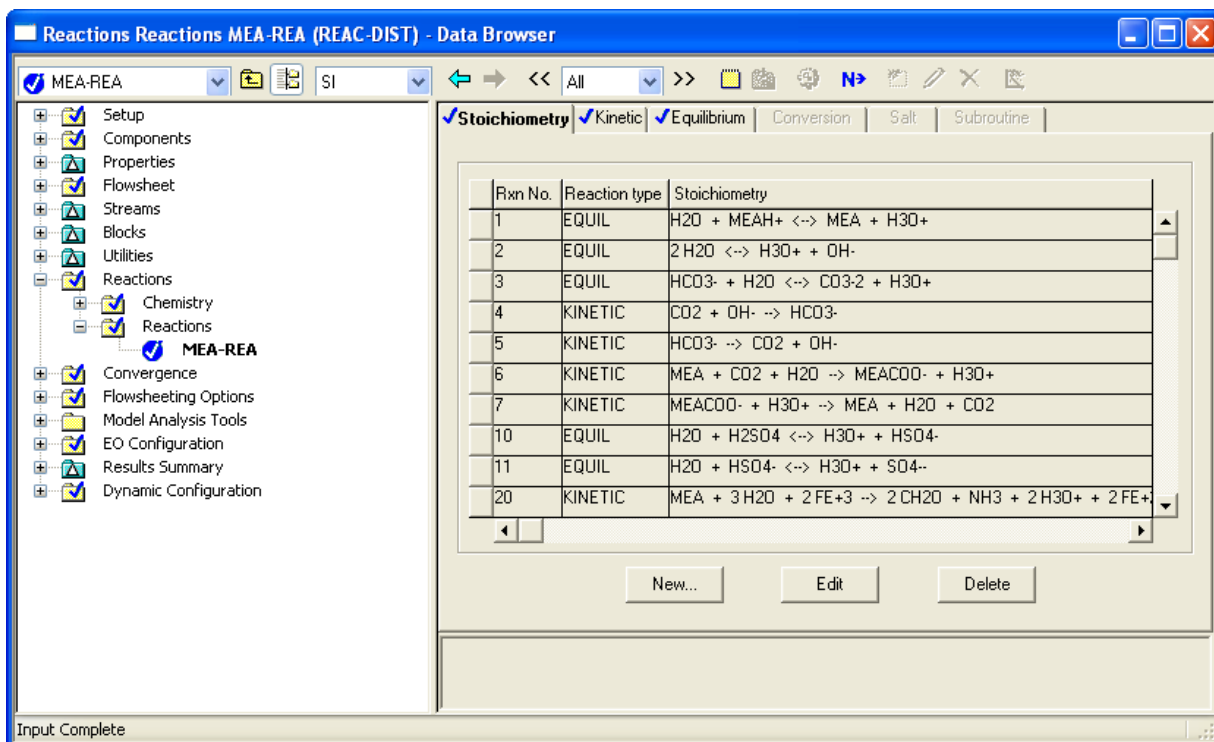 Reactions Reactions MEA-REA (REAC-DIST) - Data Browser
MEA-REA SI << All >> N
Setup
Components
Properties
Flowsheet
Streams
Blocks
Utilities
Reactions
Chemistry
Reactions
MEA-REA
Convergence
Flowsheeting Options
Model Analysis Tools
EO Configuration
Results Summary
Dynamic Configuration
Stoichiometry Kinetic Equilibrium Conversion Salt Subroutine
Rxn No. Reaction type Stoichiometry
1 EQUIL H2O + MEAH+ <--> MEA + H3O+
2 EQUIL 2 H2O <--> H3O+ + OH-
3 EQUIL HCO3- + H2O <--> CO3-2 + H3O+
4 KINETIC CO2 + OH- --> HCO3-
5 KINETIC HCO3- --> CO2 + OH-
6 KINETIC MEA + CO2 + H2O --> MEACOO- + H3O+
7 KINETIC MEACOO- + H3O+ --> MEA + H2O + CO2
10 EQUIL H2O + H2SO4 <--> H3O+ + HSO4-
11 EQUIL H2O + HSO4- <--> H3O+ + SO4--
20 KINETIC MEA + 3 H2O + 2 FE+3 --> 2 CH2O + NH3 + 2 H3O+ + 2 FE+
New... Edit Delete
Input Complete